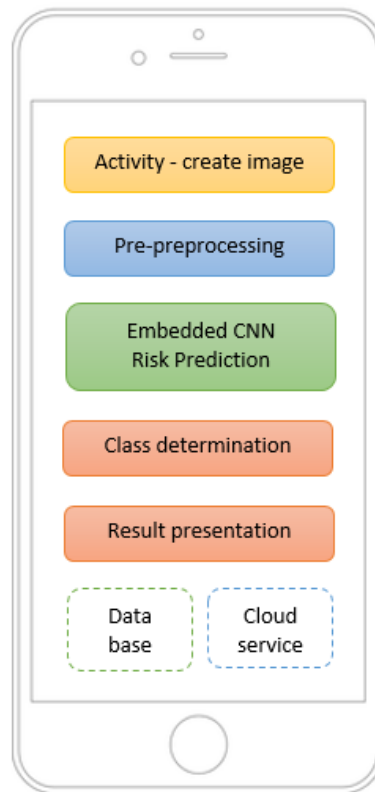 Activity - create image
Pre-preprocessing
Embedded CNN
Risk Prediction
Class determination
Result presentation
Data
base
Cloud
service